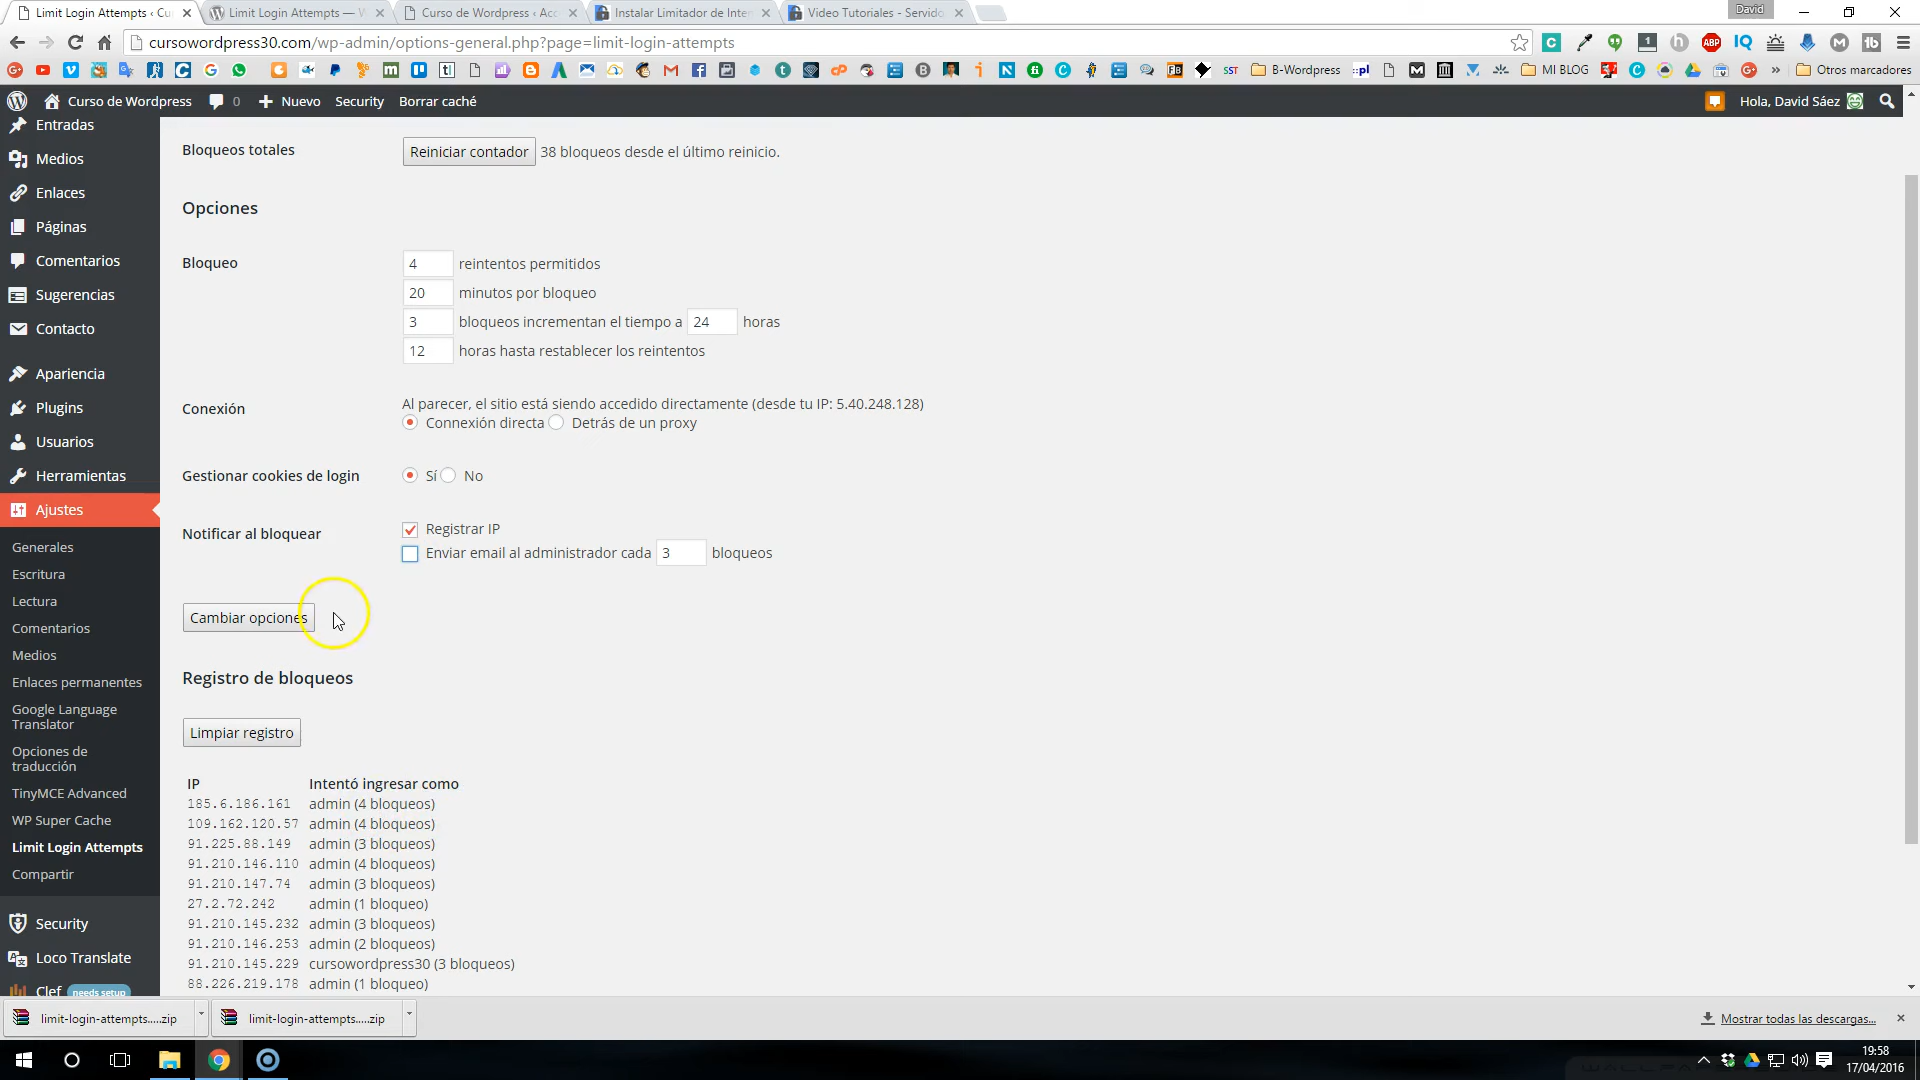 Limit Login Attempts ‹ Cu
Limit Login Attempts — W
Curso de Wordpress ‹ Acc
Instalar Limitador de Inten
Video Tutoriales - Servido
David
cursowordpress30.com/wp-admin/options-general.php?page=limit-login-attempts
B-Wordpress
MI BLOG
Otros marcadores
Curso de Wordpress
0
Nuevo
Security
Borrar caché
Hola, David Sáez
Entradas
Medios
Enlaces
Páginas
Comentarios
Sugerencias
Contacto
Apariencia
Plugins
Usuarios
Herramientas
Ajustes
Generales
Escritura
Lectura
Comentarios
Medios
Enlaces permanentes
Google Language
Translator
Opciones de
traducción
TinyMCE Advanced
WP Super Cache
Limit Login Attempts
Compartir
Security
Loco Translate
Clef needs setup
Bloqueos totales
Reiniciar contador 38 bloqueos desde el último reinicio.
Opciones
Bloqueo
4 reintentos permitidos
20 minutos por bloqueo
3 bloqueos incrementan el tiempo a 24 horas
12 horas hasta restablecer los reintentos
Conexión
Al parecer, el sitio está siendo accedido directamente (desde tu IP: 5.40.248.128)
Connexión directa Detrás de un proxy
Gestionar cookies de login
Sí No
Notificar al bloquear
Registrar IP
Enviar email al administrador cada 3 bloqueos
Cambiar opciones
Registro de bloqueos
Limpiar registro
IP Intentó ingresar como
185.6.186.161 admin (4 bloqueos)
109.162.120.57 admin (4 bloqueos)
91.225.88.149 admin (3 bloqueos)
91.210.146.110 admin (4 bloqueos)
91.210.147.74 admin (3 bloqueos)
27.2.72.242 admin (1 bloqueo)
91.210.145.232 admin (3 bloqueos)
91.210.146.253 admin (2 bloqueos)
91.210.145.229 cursowordpress30 (3 bloqueos)
88.226.219.178 admin (1 bloqueo)
limit-login-attempts.....zip
limit-login-attempts.....zip
Mostrar todas las descargas...
19:58
17/04/2016